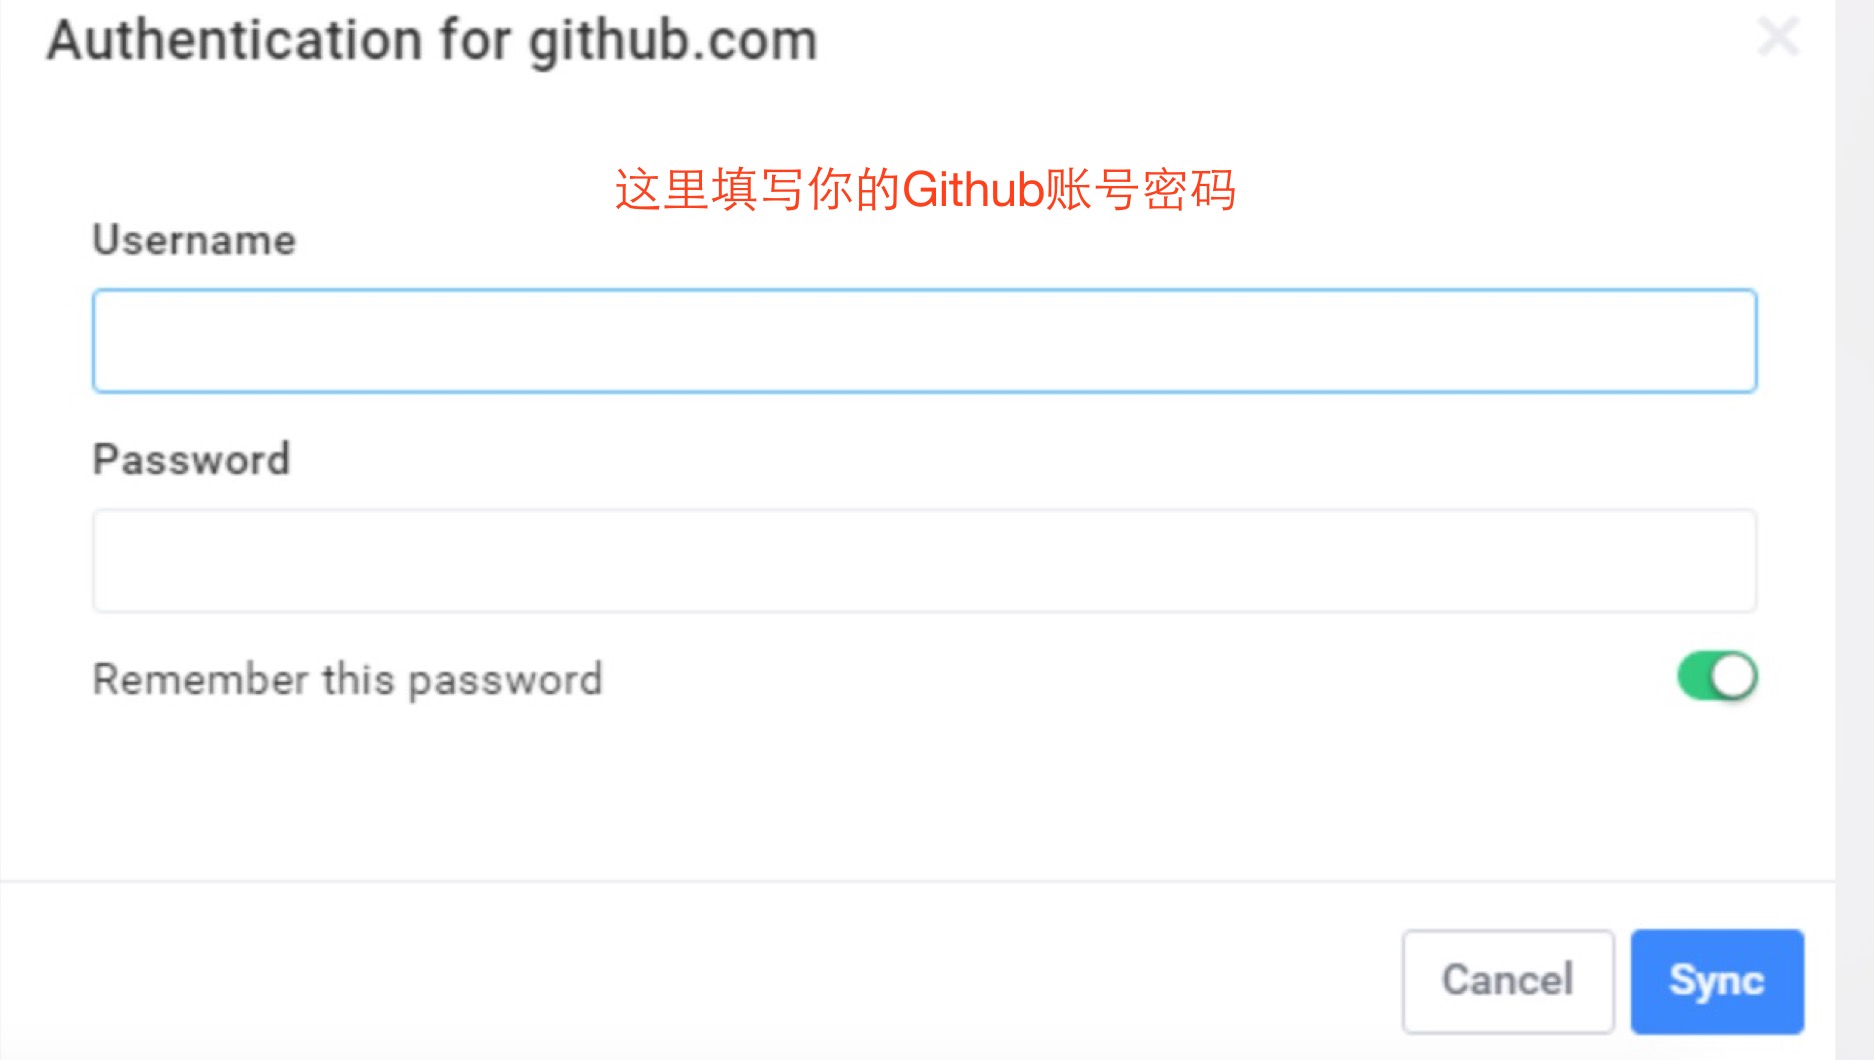 Authentication for github.com
这里填写你的Github账号密码
Username
Password
Remember this password
Cancel
Sync